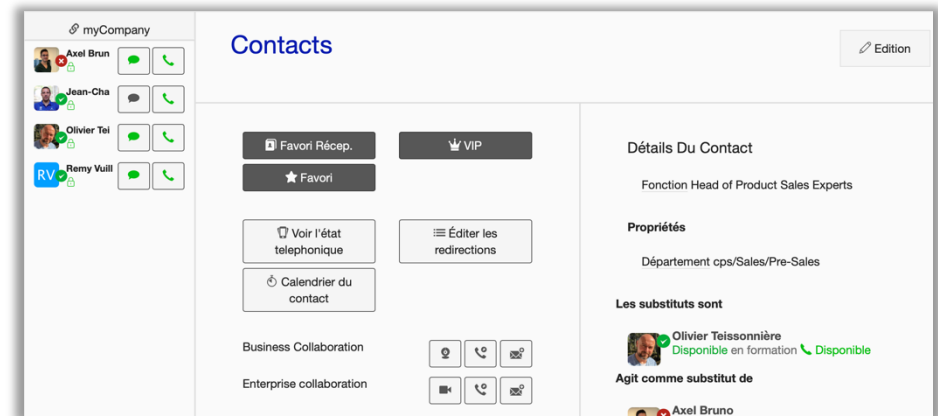 myCompany
Axel Brun
Jean-Cha
Olivier Tei
RV
Remy Vuill
Contacts
Edition
Favori Récep.
VIP
Favori
Voir l'état
telephonique
Éditer les
redirections
Calendrier du
contact
Business Collaboration
Enterprise collaboration
Détails Du Contact
Fonction Head of Product Sales Experts
Propriétés
Département cps/Sales/Pre-Sales
Les substituts sont
Olivier Teissonnière
Disponible en formation Disponible
Agit comme substitut de
Axel Bruno